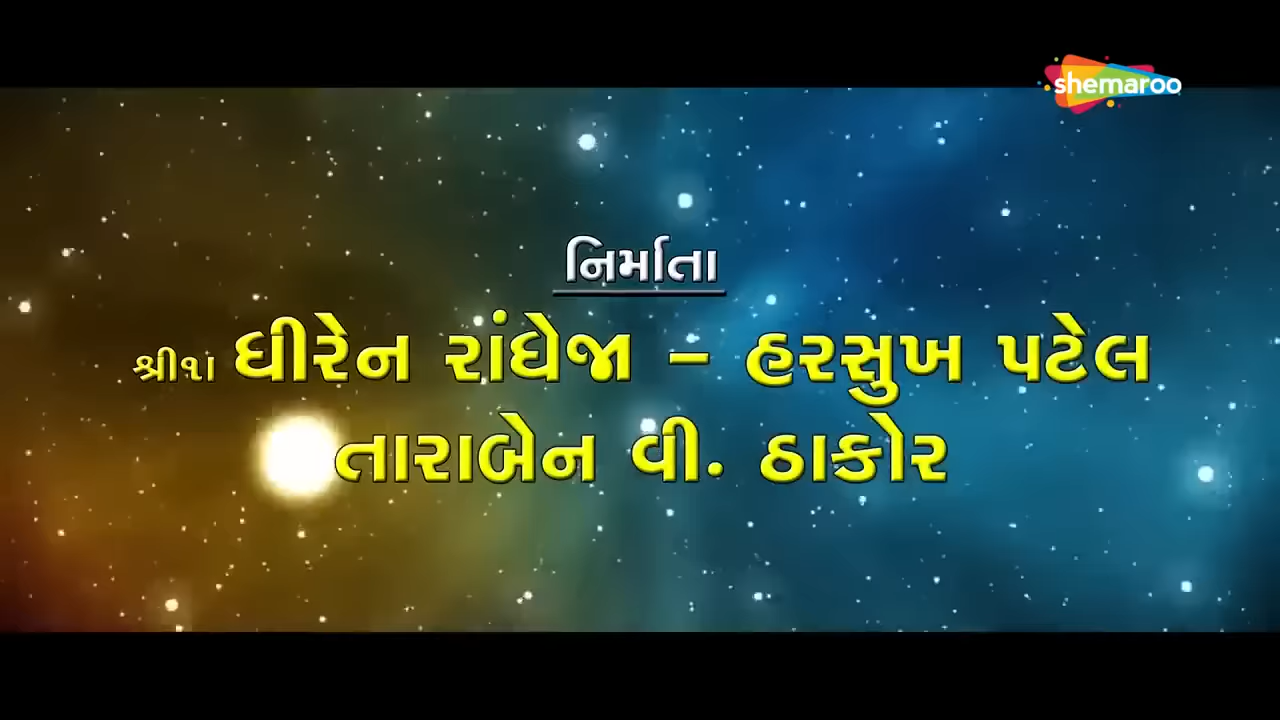 shemaroo
નિર્માતા
શ્રી૧ા ધીરેન રાંધેજા – હરસુખ પટેલ
તારાબેન વી. ઠાકોર